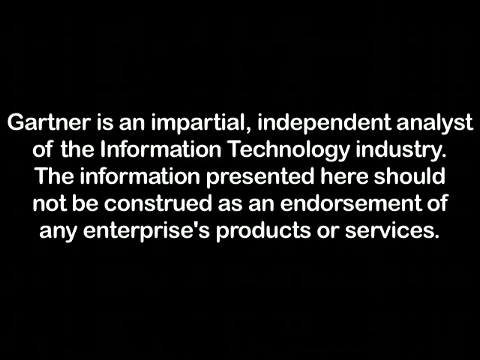 Gartner is an impartial, independent analyst
of the Information Technology industry.
The information presented here should
not be construed as an endorsement of
any enterprise's products or services.